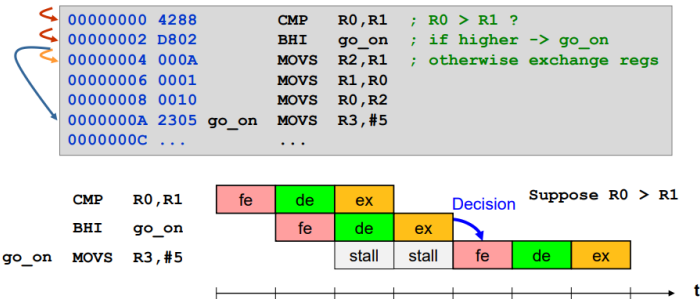 00000000 4288 CMP R0,R1 ; R0 > R1 ?
00000002 D802 BHI go_on ; if higher -> go_on
00000004 000A MOVS R2,R1 ; otherwise exchange regs
00000006 0001 MOVS R1,R0
00000008 0010 MOVS R0,R2
0000000A 2305 go_on MOVS R3,#5
0000000C ... ...
CMP R0,R1 fe de ex Decision Suppose R0 > R1
BHI go_on fe de ex
go_on MOVS R3,#5 stall stall fe de ex
t